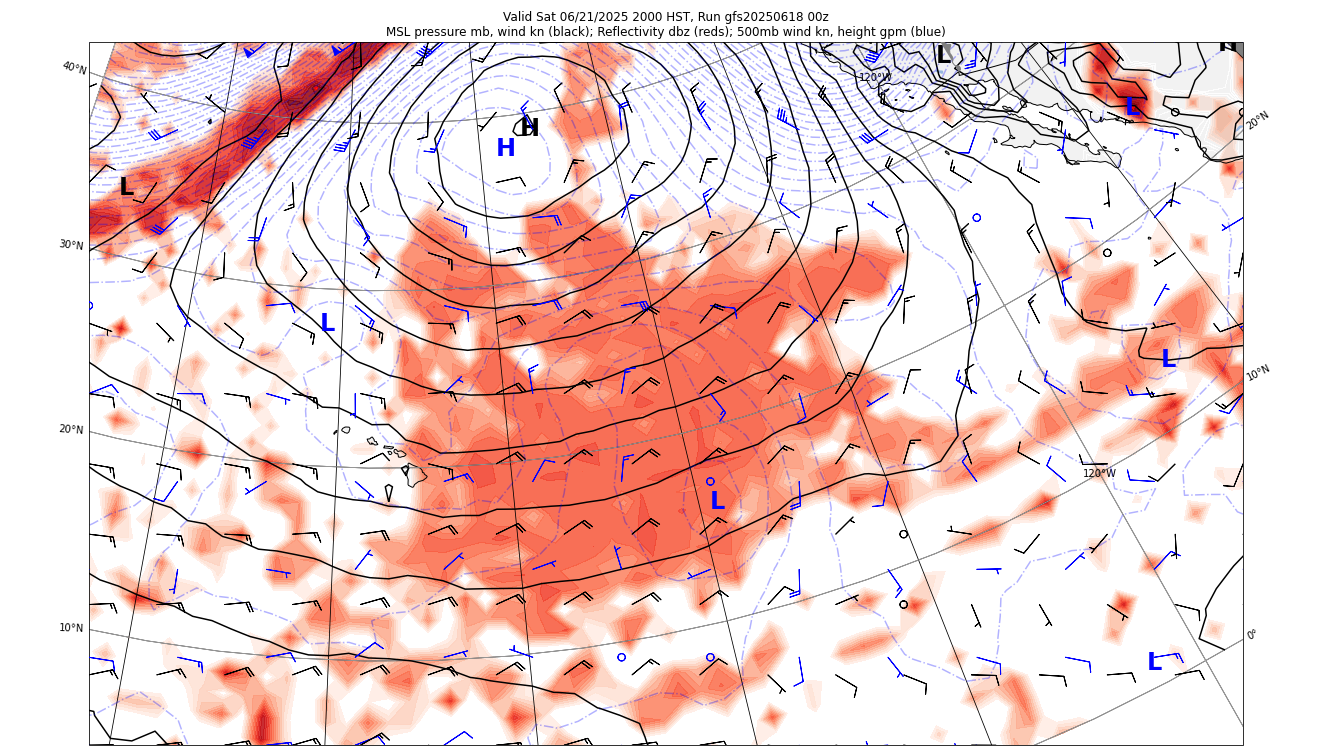 Valid Sat 06/21/2025 2000 HST, Run gfs20250618 00z
MSL pressure mb, wind kn (black); Reflectivity dbz (reds); 500mb wind kn, height gpm (blue)
H
L
120°W
40°N
L
20°N
H
H
L
30°N
L
L
10°N
20°N
120°W
L
10°N
0°
L